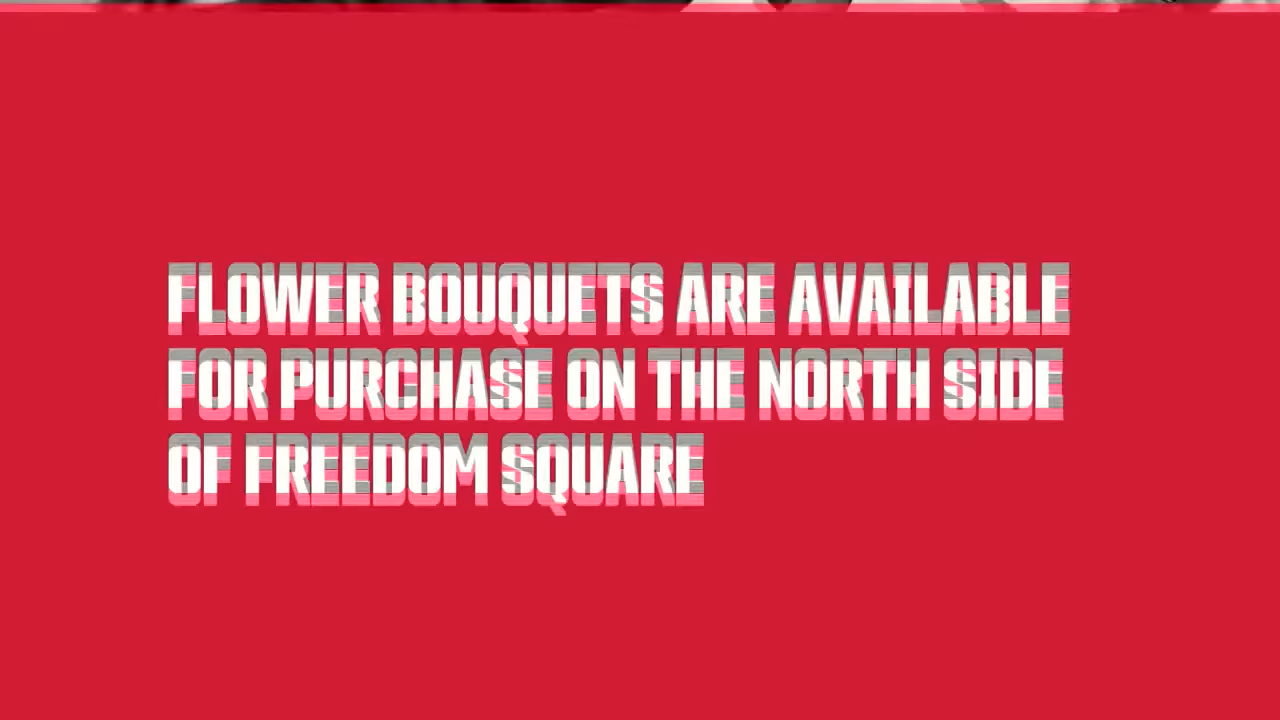 FLOWER BOUQUETS ARE AVAILABLE
FOR PURCHASE ON THE NORTH SIDE
OF FREEDOM SQUARE